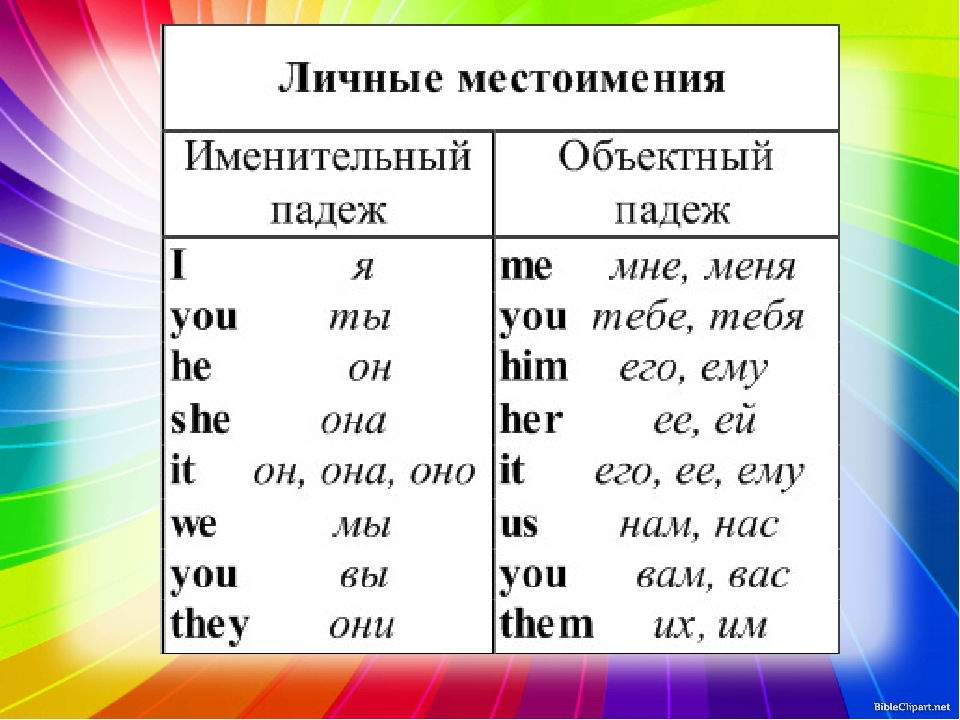 Личные местоимения
Именительный падеж
Объектный падеж
I я me мне, меня
you ты you тебе, тебя
he он him его, ему
she она her ее, ей
it он, она, оно it его, ее, ему
we мы us нам, нас
you вы you вам, вас
they они them их, им
BibleClipart.net